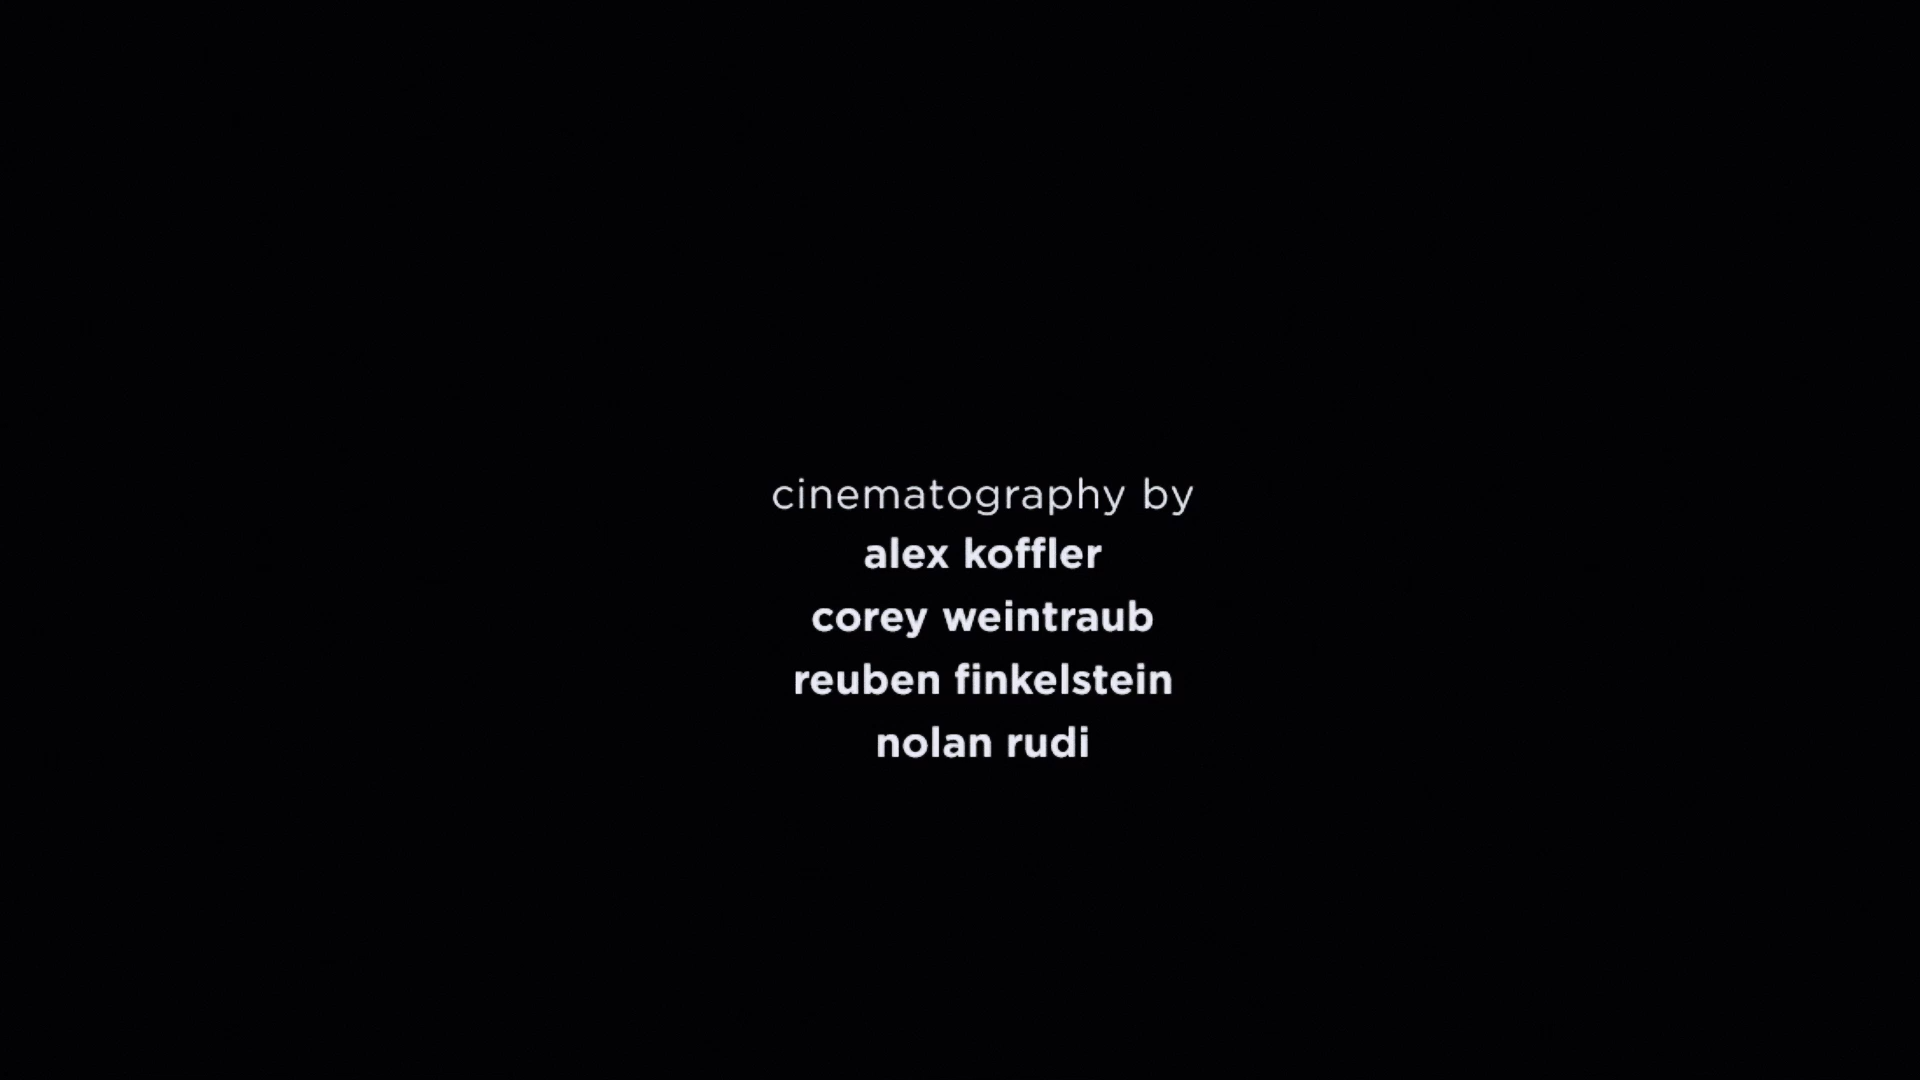 cinematography by
alex koffler
corey weintraub
reuben finkelstein
nolan rudi